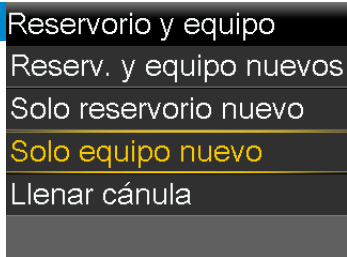 Reservorio y equipo
Reserv. y equipo nuevos
Solo reservorio nuevo
Solo equipo nuevo
Llenar cánula